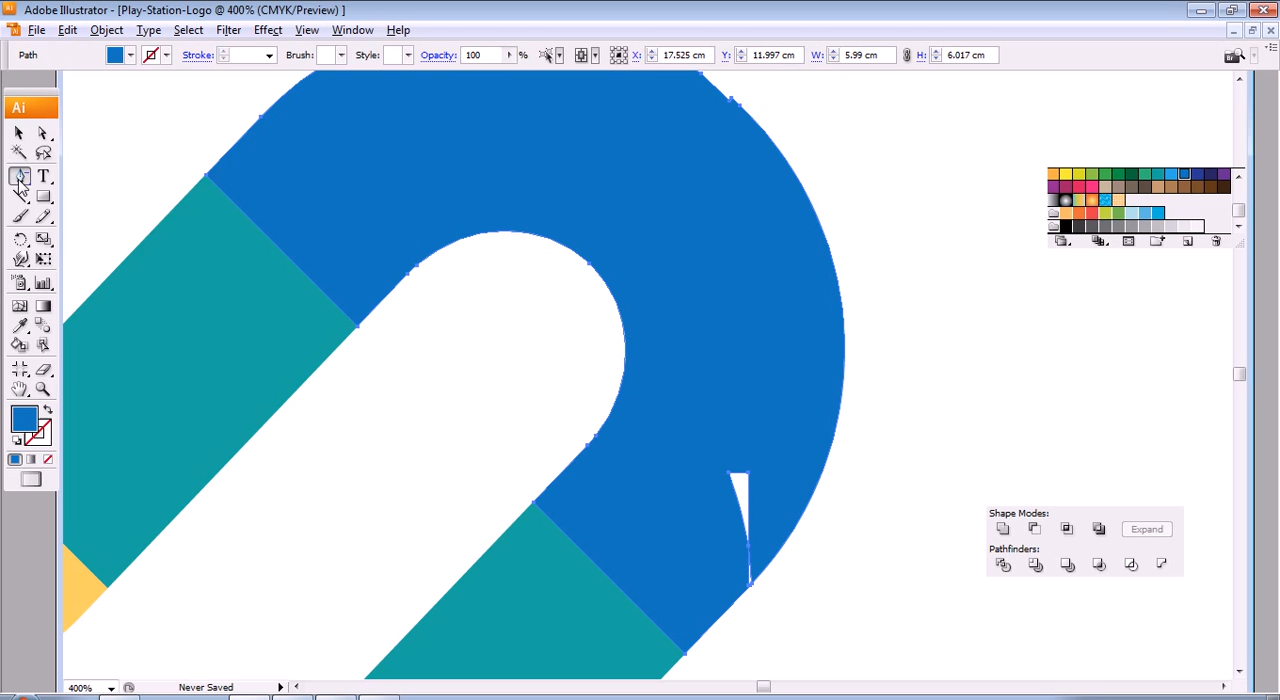 Adobe Illustrator - [Play-Station-Logo @ 400% (CMYK/Preview) ]
File Edit Object Type Select Filter Effect View Window Help
Path Stroke: Brush: Style: Opacity: 100 % X: 17.525 cm Y: 11.997 cm W: 5.99 cm H: 6.017 cm
Ai
T
Shape Modes:
Expand
Pathfinders:
400% Never Saved